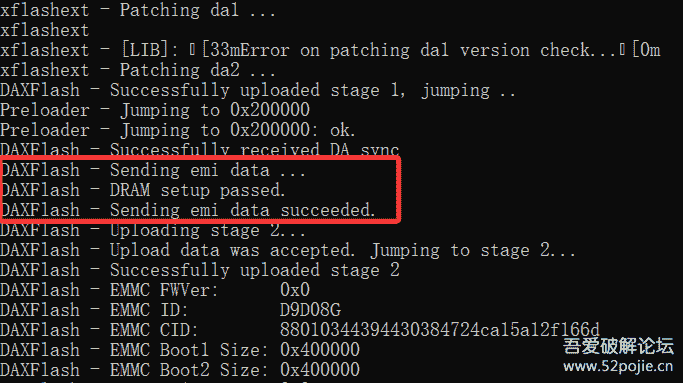 xflashext - Patching da1 ...
xflashext
xflashext - [LIB]: [33mError on patching da1 version check...[0m
xflashext - Patching da2 ...
DAXFlash - Successfully uploaded stage 1, jumping ..
Preloader - Jumping to 0x200000
Preloader - Jumping to 0x200000: ok.
DAXFlash - Successfully received DA sync
DAXFlash - Sending emi data ...
DAXFlash - DRAM setup passed.
DAXFlash - Sending emi data succeeded.
DAXFlash - Uploading stage 2...
DAXFlash - Upload data was accepted. Jumping to stage 2...
DAXFlash - Successfully uploaded stage 2
DAXFlash - EMMC FWVer:      0x0
DAXFlash - EMMC ID:         D9D08G
DAXFlash - EMMC CID:        88010344394430384724ca15a12f166d
DAXFlash - EMMC Boot1 Size: 0x400000
DAXFlash - EMMC Boot2 Size: 0x400000
吾爱破解论坛
www.52pojie.cn